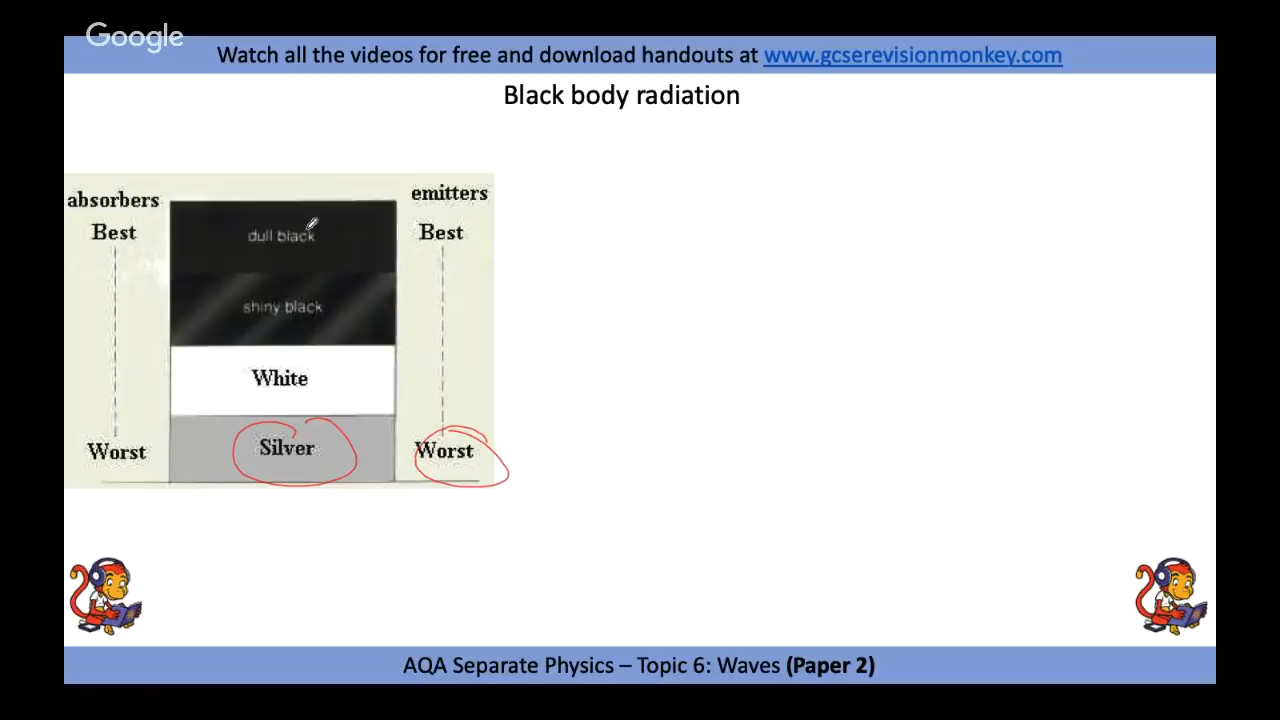 Google
Watch all the videos for free and download handouts at www.gcserevisionmonkey.com
Black body radiation
absorbers
emitters
Best
dull black
Best
shiny black
White
Worst
Silver
Worst
AQA Separate Physics – Topic 6: Waves (Paper 2)